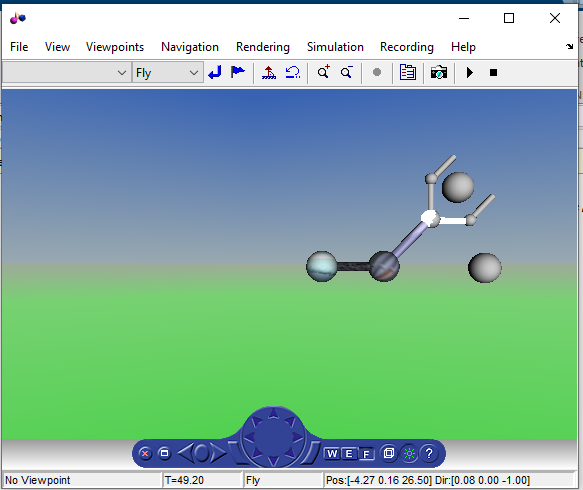 File View Viewpoints Navigation Rendering Simulation Recording Help
Fly
W E F ?
No Viewpoint T=49.20 Fly Pos:[-4.27 0.16 26.50] Dir:[0.08 0.00 -1.00]